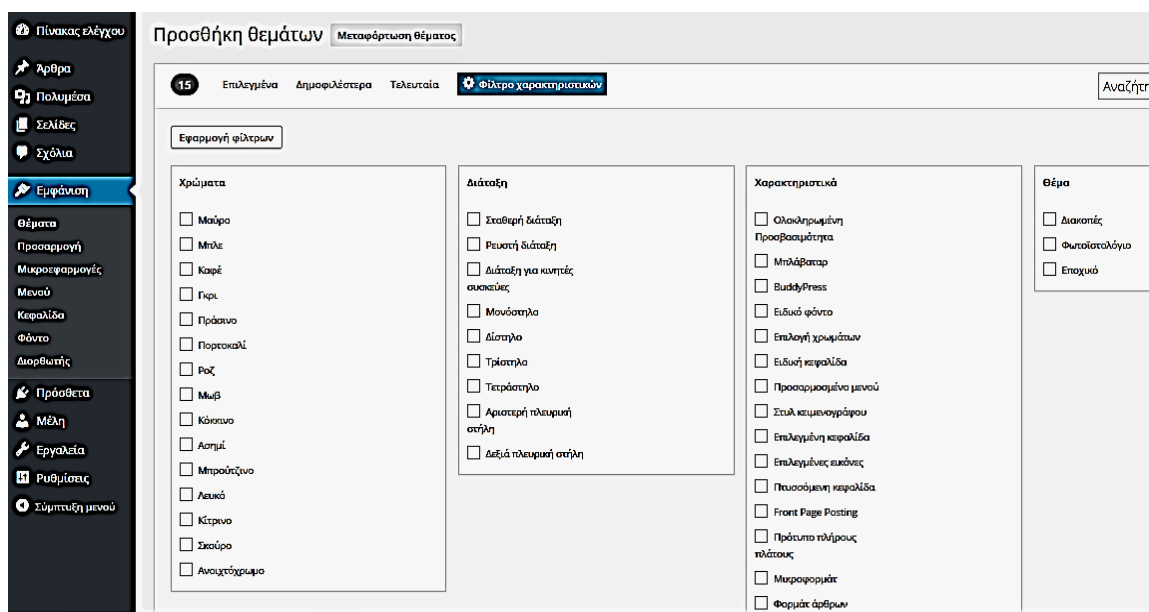 Πίνακας ελέγχου
Άρθρα
Πολυμέσα
Σελίδες
Σχόλια
Εμφάνιση
Θέματα
Προσαρμογή
Μικροεφαρμογές
Μενού
Κεφαλίδα
Φόντο
Διορθωτής
Πρόσθετα
Μέλη
Εργαλεία
Ρυθμίσεις
Σύμπτυξη μενού
Προσθήκη θεμάτων Μεταφόρτωση θέματος
15 Επιλεγμένα Δημοφιλέστερα Τελευταία Φίλτρο χαρακτηριστικών Αναζήτη
Εφαρμογή φίλτρων
Χρώματα
Μαύρο
Μπλε
Καφέ
Γκρι
Πράσινο
Πορτοκαλί
Ροζ
Μωβ
Κόκκινο
Ασημί
Μπρούτζινο
Λευκό
Κίτρινο
Σκούρο
Ανοιχτόχρωμο
Διάταξη
Σταθερή διάταξη
Ρευστή διάταξη
Διάταξη για κινητές
συσκεύες
Μονόστηλο
Δίστηλο
Τρίστηλο
Τετράστηλο
Αριστερή πλευρική
στήλη
Δεξιά πλευρική στήλη
Χαρακτηριστικά
Ολοκληρωμένη
Προσβασιμότητα
Μπλάβαταρ
BuddyPress
Ειδικό φόντο
Επιλογή χρωμάτων
Ειδική κεφαλίδα
Προσαρμοσμένο μενού
Στυλ κειμενογράφου
Επιλεγμένη κεφαλίδα
Επιλεγμένες εικόνες
Πτυσσόμενη κεφαλίδα
Front Page Posting
Πρότυπο πλήρους
πλάτους
Μικροφορμάτ
Φορμάτ άρθρων
Θέμα
Διακοπές
Φωτοϊστολόγιο
Εποχικό